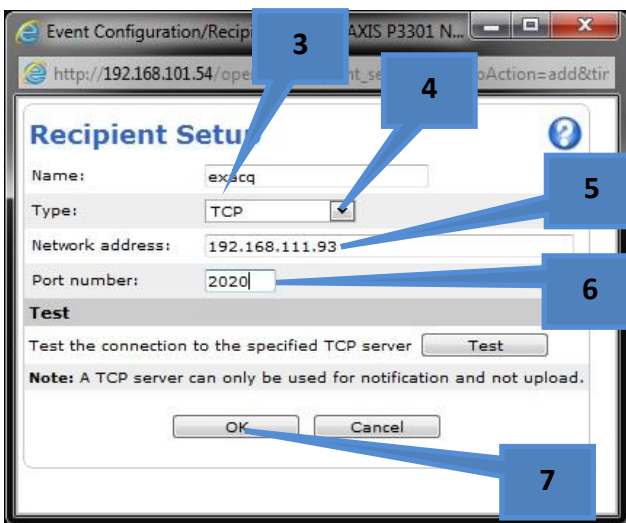 Event Configuration/Recip AXIS P3301 N...
3
http://192.168.101.54/ope nt_se oAction=add&tir
4
Recipient Setup
Name: exacq
5
Type: TCP
Network address: 192.168.111.93
Port number: 2020
6
Test
Test the connection to the specified TCP server Test
Note: A TCP server can only be used for notification and not upload.
OK Cancel
7